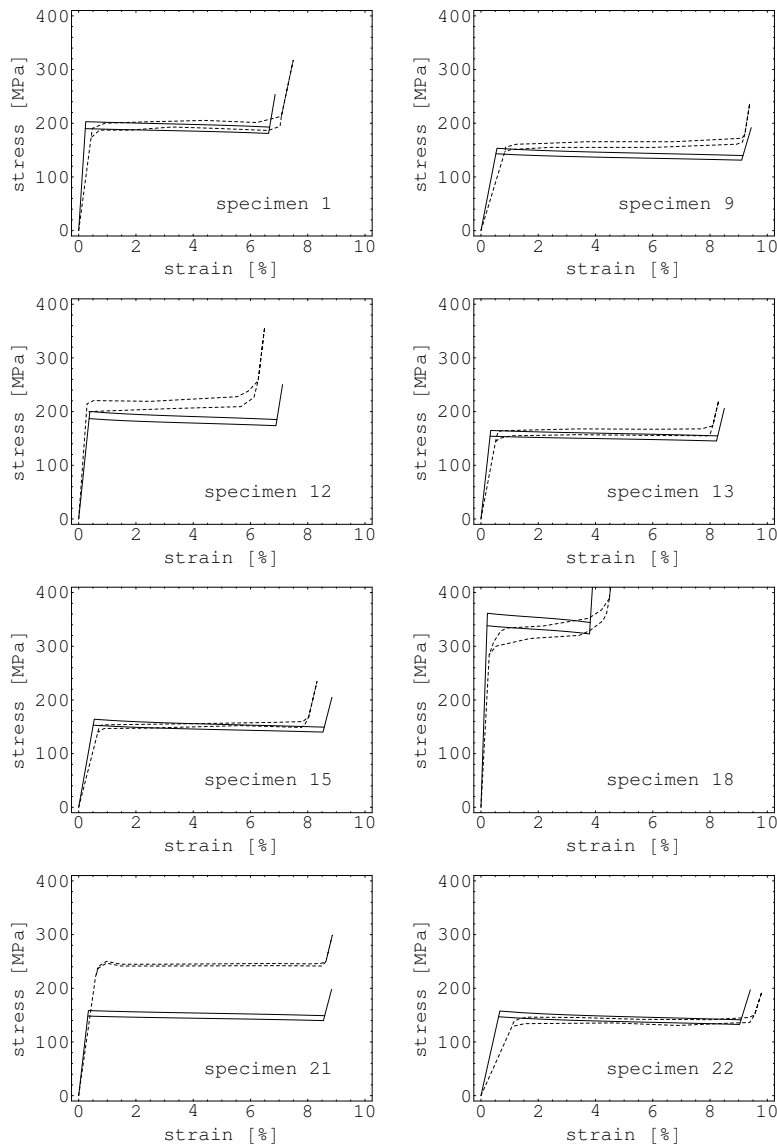 400
300
200
100
0
stress [MPa]
specimen 1
0 2 4 6 8 10
strain [%]
400
300
200
100
0
stress [MPa]
specimen 9
0 2 4 6 8 10
strain [%]
400
300
200
100
0
stress [MPa]
specimen 12
0 2 4 6 8 10
strain [%]
400
300
200
100
0
stress [MPa]
specimen 13
0 2 4 6 8 10
strain [%]
400
300
200
100
0
stress [MPa]
specimen 15
0 2 4 6 8 10
strain [%]
400
300
200
100
0
stress [MPa]
specimen 18
0 2 4 6 8 10
strain [%]
400
300
200
100
0
stress [MPa]
specimen 21
0 2 4 6 8 10
strain [%]
400
300
200
100
0
stress [MPa]
specimen 22
0 2 4 6 8 10
strain [%]